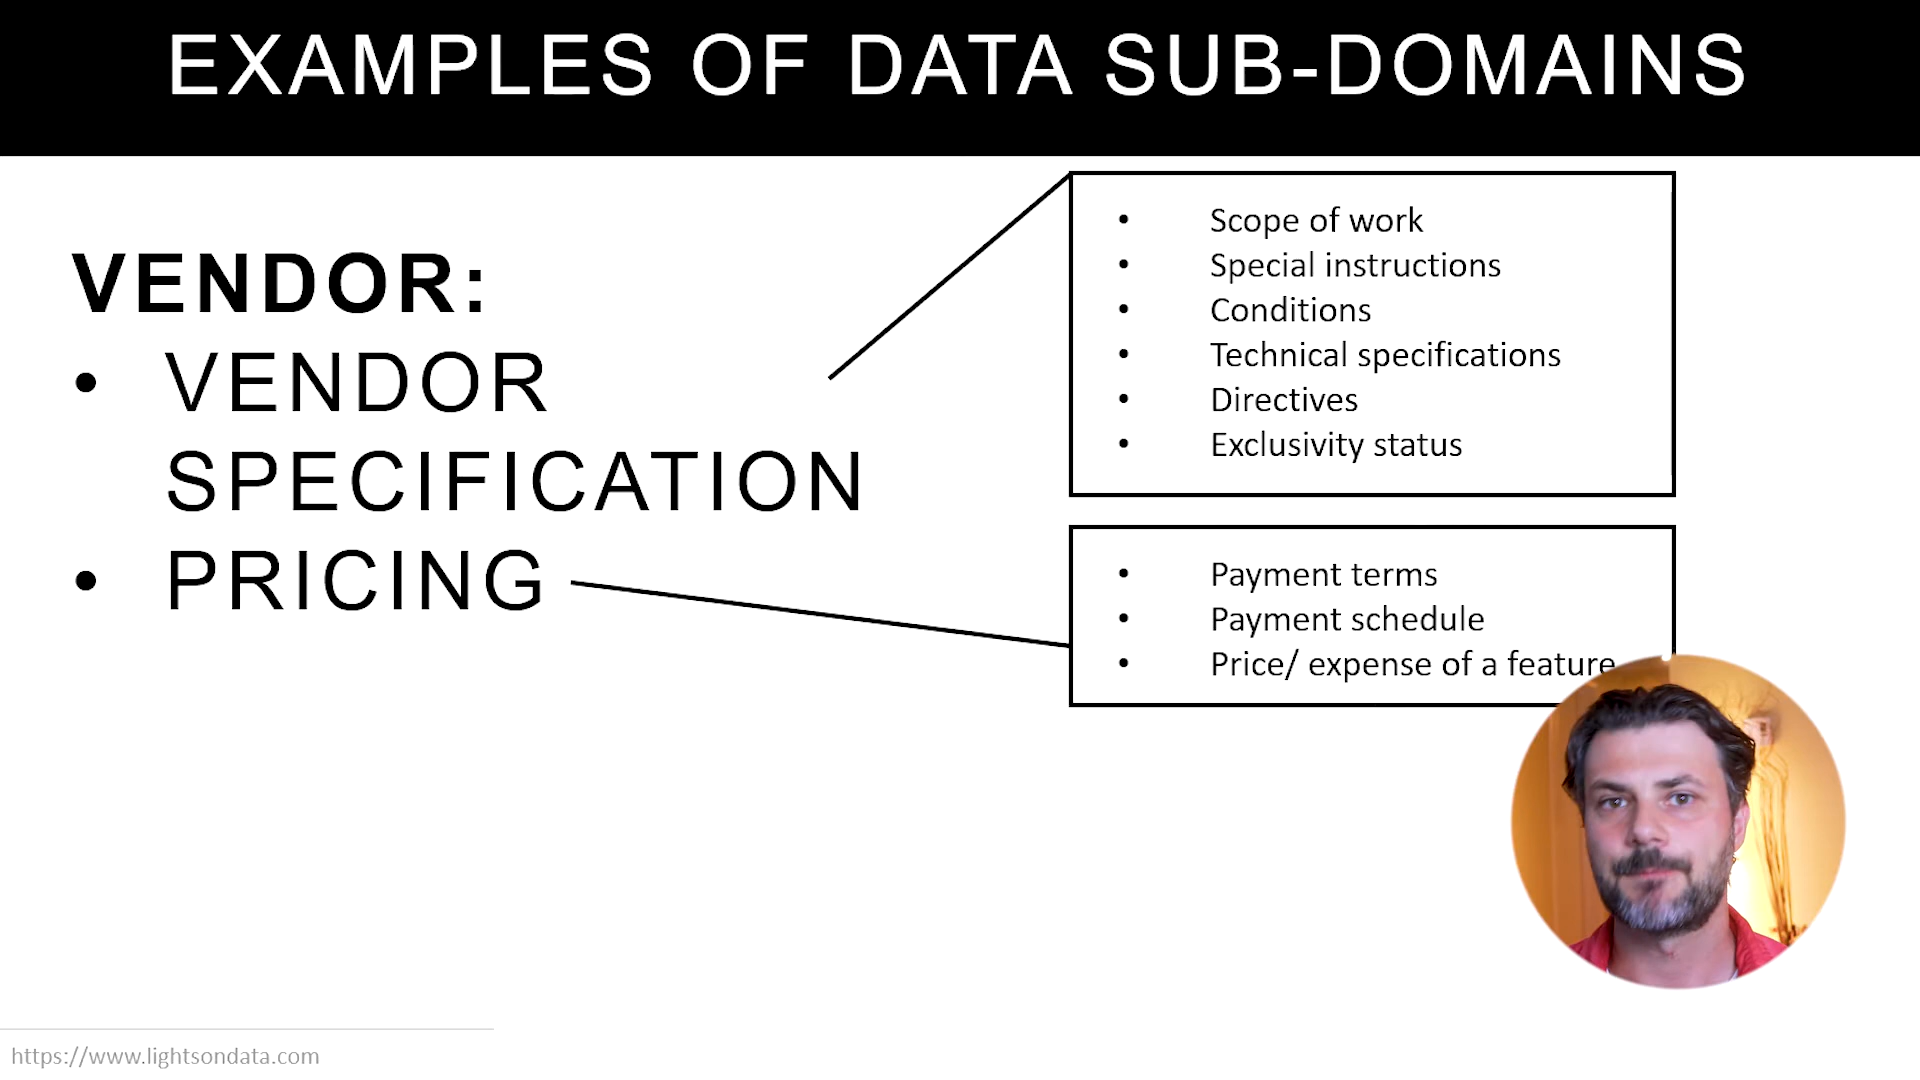 EXAMPLES OF DATA SUB-DOMAINS
VENDOR:
• VENDOR
SPECIFICATION
• PRICING
• Scope of work
• Special instructions
• Conditions
• Technical specifications
• Directives
• Exclusivity status
• Payment terms
• Payment schedule
• Price/ expense of a feature
https://www.lightsondata.com